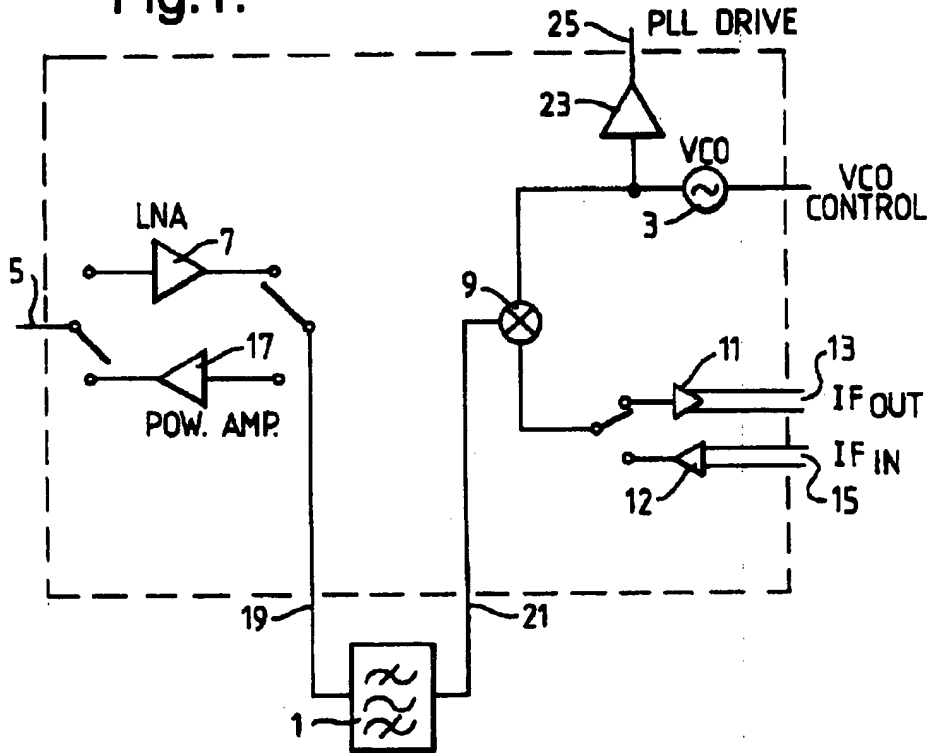 Fig.1.
25
PLL DRIVE
23
VCO
3
VCO
CONTROL
LNA
7
5
9
17
POW. AMP.
11
13
IF OUT
IF IN
12
15
19
21
1